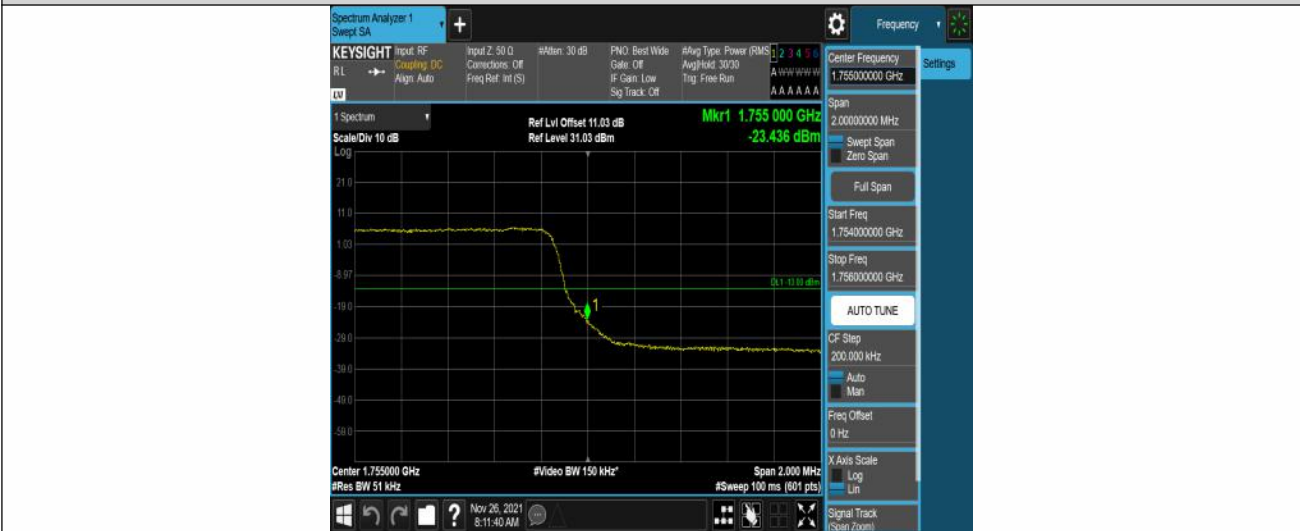 Spectrum Analyzer 1
Swept SA
+
Frequency
KEYSIGHT
RL
LV
Input: RF
Coupling: DC
Align: Auto
Input Z: 50 Ω
Corrections: Off
Freq Ref: Int (S)
#Atten: 30 dB
PNO: Best Wide
Gate: Off
IF Gain: Low
Sig Track: Off
#Avg Type: Power (RMS
Avg|Hold: 30/30
Trig: Free Run
1 2 3 4 5 6
A W W W W W
A A A A A A
Center Frequency
1.755000000 GHz
Settings
Span
2.00000000 MHz
Swept Span
Zero Span
Full Span
Start Freq
1.754000000 GHz
Stop Freq
1.756000000 GHz
AUTO TUNE
CF Step
200.000 kHz
Auto
Man
Freq Offset
0 Hz
X Axis Scale
Log
Lin
Signal Track
(Span Zoom)
1 Spectrum
Scale/Div 10 dB
Log
Ref Lvl Offset 11.03 dB
Ref Level 31.03 dBm
Mkr1 1.755 000 GHz
-23.436 dBm
21.0
11.0
1.03
-8.97
-19.0
-29.0
-39.0
-49.0
-59.0
DL1 -13.00 dBm
1
Center 1.755000 GHz
#Res BW 51 kHz
#Video BW 150 kHz*
Span 2.000 MHz
#Sweep 100 ms (601 pts)
?
Nov 26, 2021
8:11:40 AM